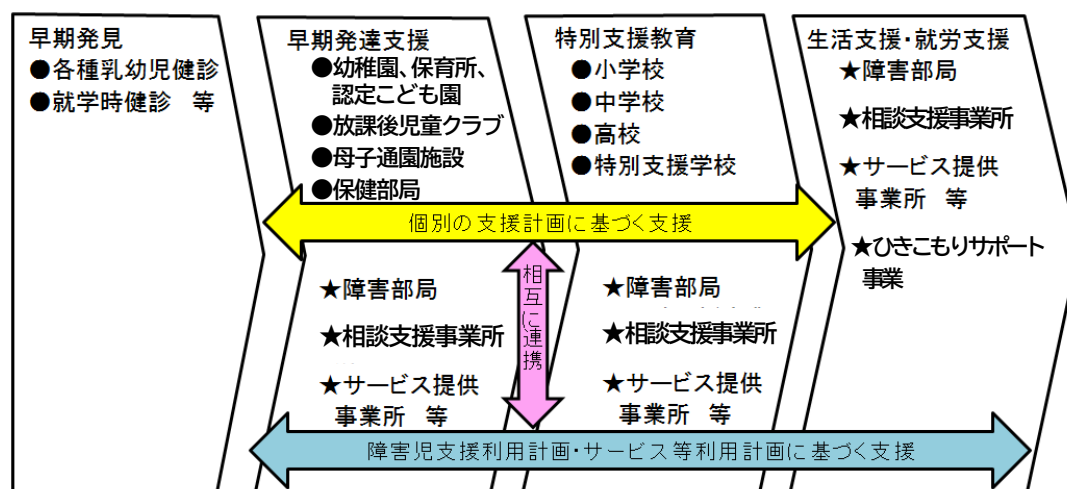 早期発見
●各種乳幼児健診
●就学時健診　等
早期発達支援
●幼稚園、保育所、
認定こども園
●放課後児童クラブ
●母子通園施設
●保健部局
特別支援教育
●小学校
●中学校
●高校
●特別支援学校
生活支援・就労支援
★障害部局
★相談支援事業所
★サービス提供
事業所　等
★ひきこもりサポート
事業
個別の支援計画に基づく支援
★障害部局
★相談支援事業所
★サービス提供
事業所　等
相互に連携
★障害部局
★相談支援事業所
★サービス提供
事業所　等
障害児支援利用計画・サービス等利用計画に基づく支援